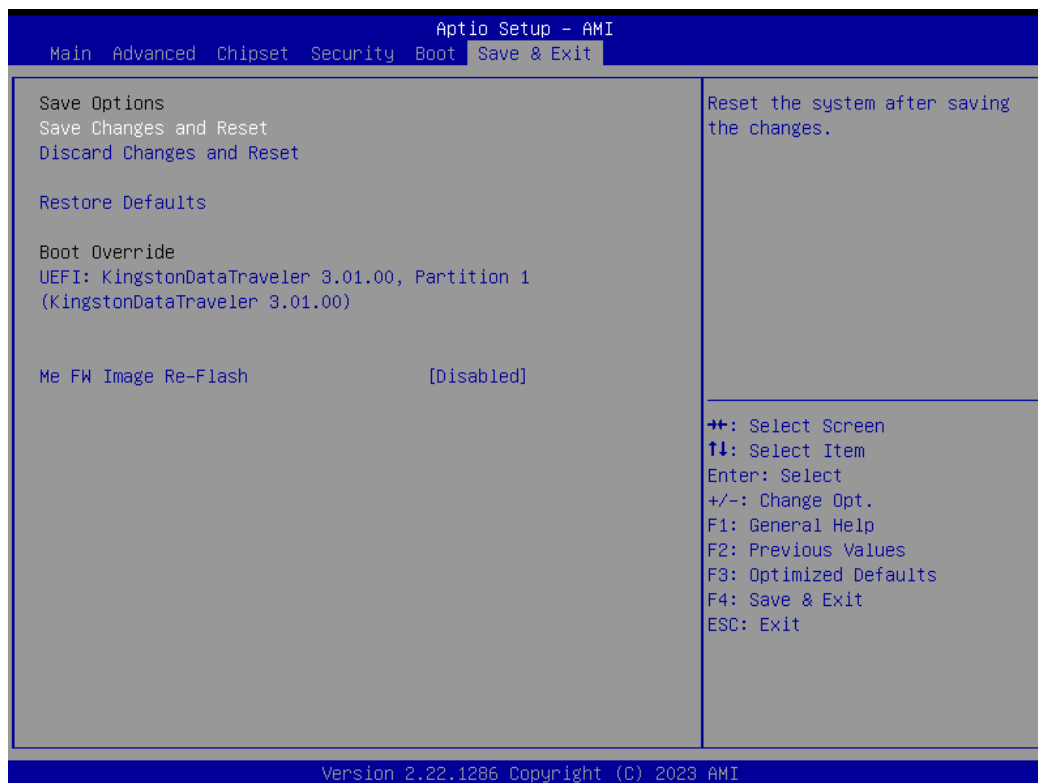 Aptio Setup - AMI
Main Advanced Chipset Security Boot Save & Exit
Save Options
Save Changes and Reset
Discard Changes and Reset
Restore Defaults
Boot Override
UEFI: KingstonDataTraveler 3.01.00, Partition 1
(KingstonDataTraveler 3.01.00)
Me FW Image Re-Flash [Disabled]
Reset the system after saving
the changes.
→←: Select Screen
↑↓: Select Item
Enter: Select
+/-: Change Opt.
F1: General Help
F2: Previous Values
F3: Optimized Defaults
F4: Save & Exit
ESC: Exit
Version 2.22.1286 Copyright (C) 2023 AMI